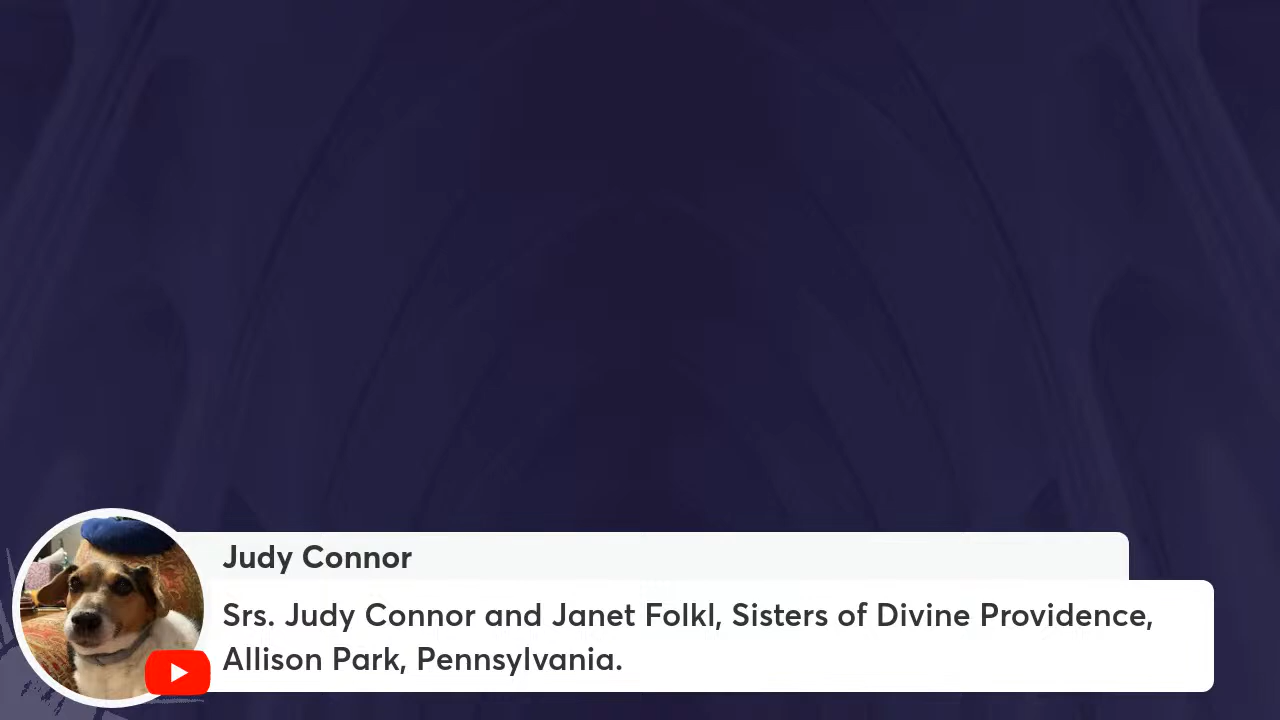 Judy Connor
Srs. Judy Connor and Janet Folkl, Sisters of Divine Providence,
Allison Park, Pennsylvania.